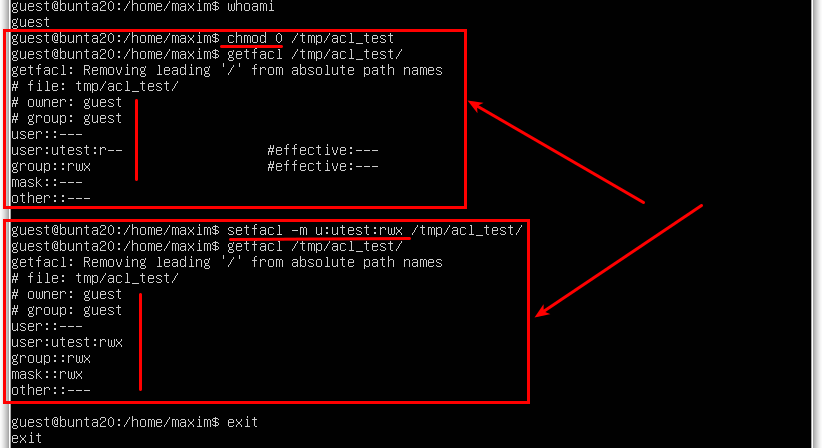 guest@bunta20:/home/maxim$ whoami
guest
guest@bunta20:/home/maxim$ chmod 0 /tmp/acl_test
guest@bunta20:/home/maxim$ getfacl /tmp/acl_test/
getfacl: Removing leading '/' from absolute path names
# file: tmp/acl_test/
# owner: guest
# group: guest
user::---
user:utest:r-- #effective:---
group::rwx #effective:---
mask::---
other::---
guest@bunta20:/home/maxim$ setfacl -m u:utest:rwx /tmp/acl_test/
guest@bunta20:/home/maxim$ getfacl /tmp/acl_test/
getfacl: Removing leading '/' from absolute path names
# file: tmp/acl_test/
# owner: guest
# group: guest
user::---
user:utest:rwx
group::rwx
mask::rwx
other::---
guest@bunta20:/home/maxim$ exit
exit